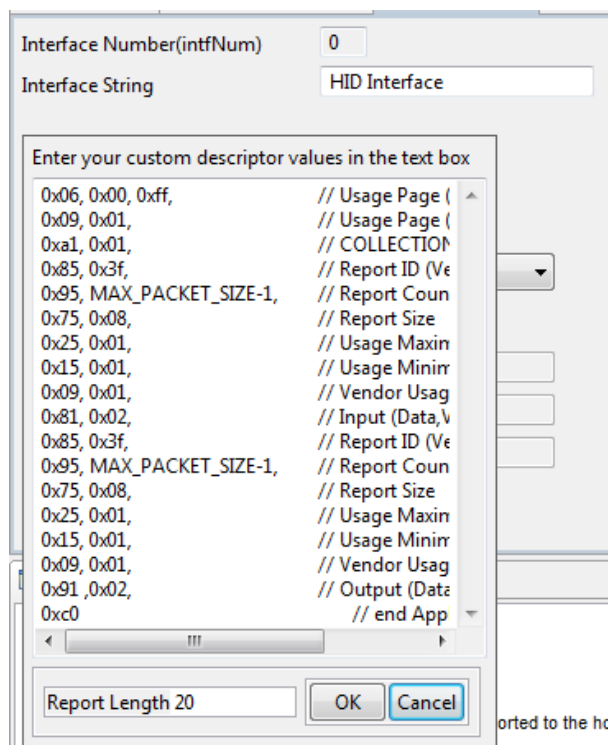 Interface Number(intfNum) 0
Interface String HID Interface
Enter your custom descriptor values in the text box
0x06, 0x00, 0xff, // Usage Page (
0x09, 0x01, // Usage Page (
0xa1, 0x01, // COLLECTION
0x85, 0x3f, // Report ID (Ve
0x95, MAX_PACKET_SIZE-1, // Report Coun
0x75, 0x08, // Report Size
0x25, 0x01, // Usage Maxim
0x15, 0x01, // Usage Minim
0x09, 0x01, // Vendor Usag
0x81, 0x02, // Input (Data,V
0x85, 0x3f, // Report ID (Ve
0x95, MAX_PACKET_SIZE-1, // Report Coun
0x75, 0x08, // Report Size
0x25, 0x01, // Usage Maxim
0x15, 0x01, // Usage Minim
0x09, 0x01, // Vendor Usag
0x91 ,0x02, // Output (Data
0xc0 // end App
Report Length 20 OK Cancel
orted to the ho